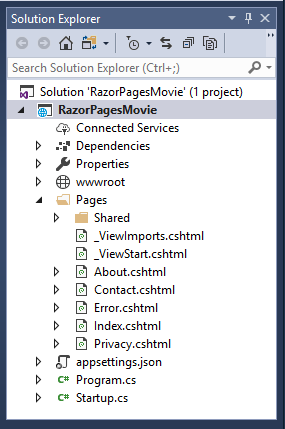 Solution Explorer
Search Solution Explorer (Ctrl+;)
Solution 'RazorPagesMovie' (1 project)
RazorPagesMovie
Connected Services
Dependencies
Properties
wwwroot
Pages
Shared
_ViewImports.cshtml
_ViewStart.cshtml
About.cshtml
Contact.cshtml
Error.cshtml
Index.cshtml
Privacy.cshtml
appsettings.json
C# Program.cs
C# Startup.cs